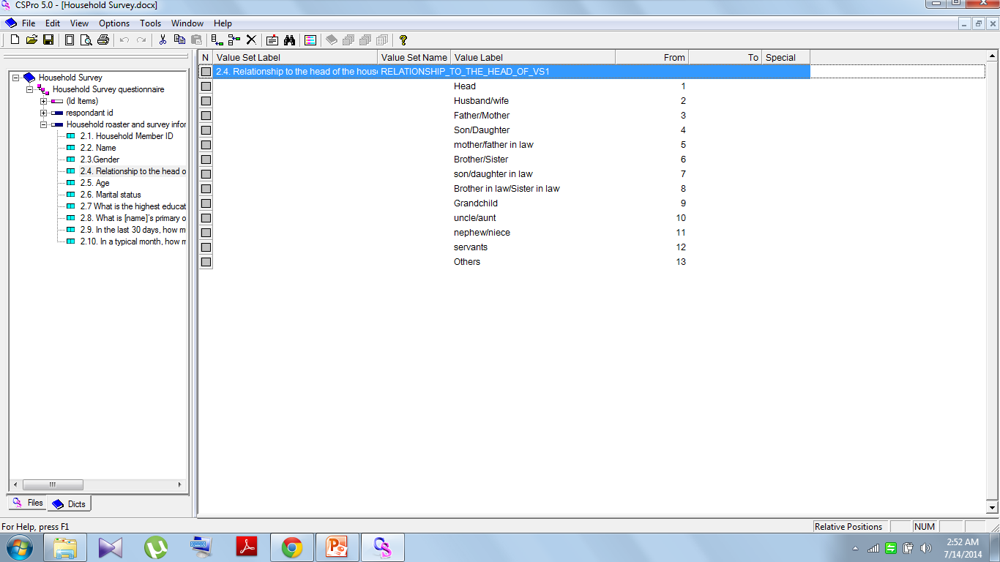 CSPro 5.0 - [Household Survey.docx]
File Edit View Options Tools Window Help
N Value Set Label Value Set Name Value Label From To Special
2.4. Relationship to the head of the hous RELATIONSHIP_TO_THE_HEAD_OF_VS1
Head 1
Husband/wife 2
Father/Mother 3
Son/Daughter 4
mother/father in law 5
Brother/Sister 6
son/daughter in law 7
Brother in law/Sister in law 8
Grandchild 9
uncle/aunt 10
nephew/niece 11
servants 12
Others 13
Household Survey
Household Survey questionnaire
(Id Items)
respondant id
Household roaster and survey infor
2.1. Household Member ID
2.2. Name
2.3.Gender
2.4. Relationship to the head o
2.5. Age
2.6. Marital status
2.7 What is the highest educat
2.8. What is [name]'s primary o
2.9. In the last 30 days, how m
2.10. In a typical month, how m
Files Dicts
For Help, press F1
Relative Positions NUM
2:52 AM
7/14/2014